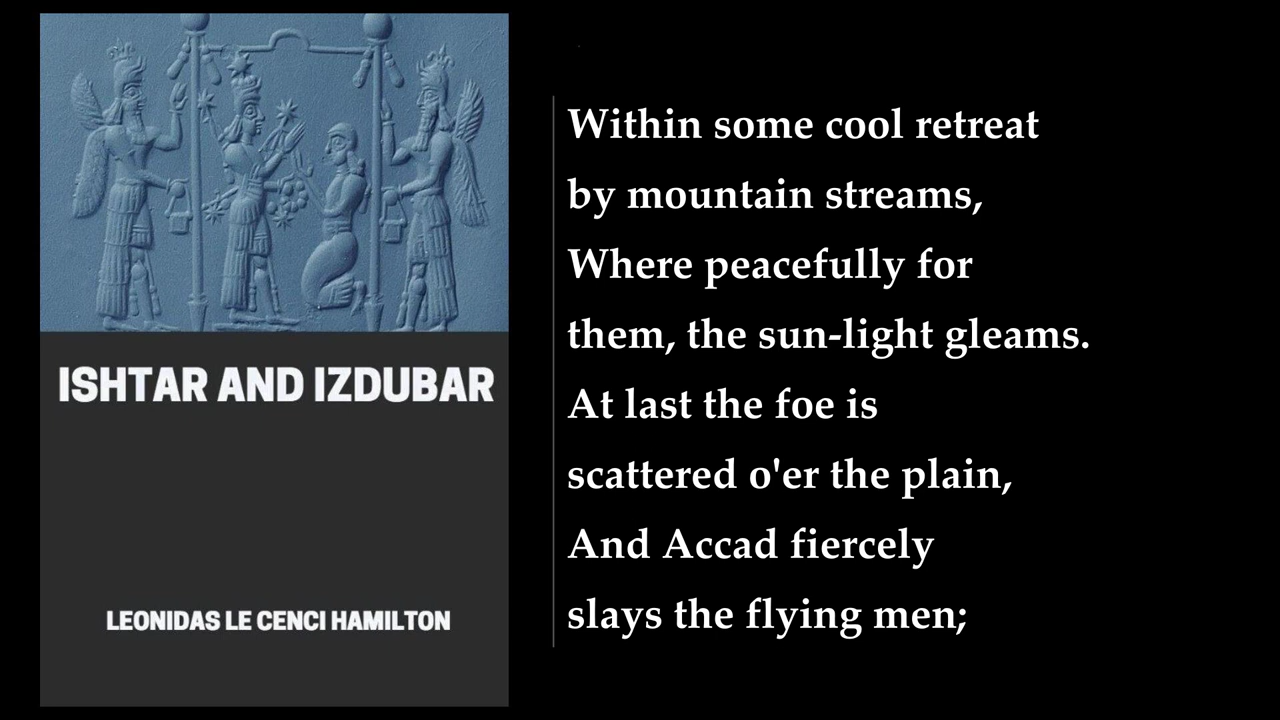 ISHTAR AND IZDUBAR
LEONIDAS LE CENCI HAMILTON
Within some cool retreat
by mountain streams,
Where peacefully for
them, the sun-light gleams.
At last the foe is
scattered o'er the plain,
And Accad fiercely
slays the flying men;